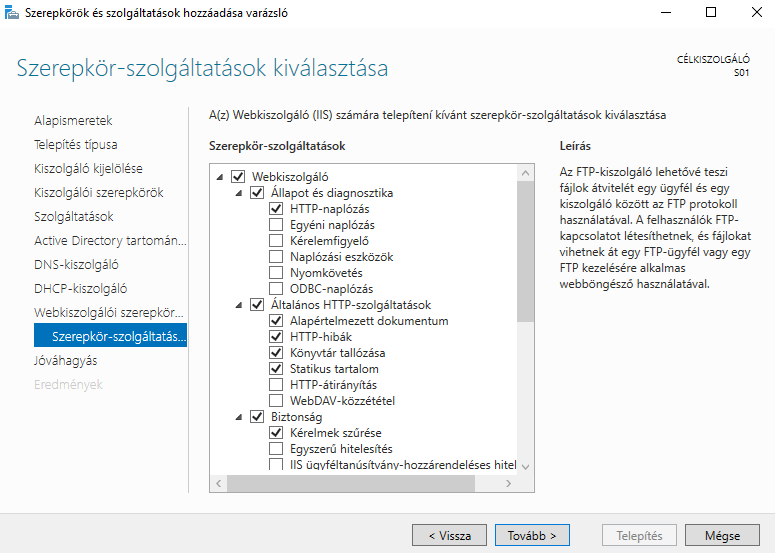 Szerepkörök és szolgáltatások hozzáadása varázsló
Szerepkör-szolgáltatások kiválasztása
CÉLKISZOLGÁLÓ
S01
Alapismeretek
Telepítés típusa
Kiszolgáló kijelölése
Kiszolgálói szerepkörök
Szolgáltatások
Active Directory tartomán...
DNS-kiszolgáló
DHCP-kiszolgáló
Webkiszolgálói szerepkör...
Szerepkör-szolgáltatás...
Jóváhagyás
Eredmények
A(z) Webkiszolgáló (IIS) számára telepítení kívánt szerepkör-szolgáltatások kiválasztása
Szerepkör-szolgáltatások
Webkiszolgáló
Állapot és diagnosztika
HTTP-naplózás
Egyéni naplózás
Kérelemfigyelő
Naplózási eszközök
Nyomkövetés
ODBC-naplózás
Általános HTTP-szolgáltatások
Alapértelmezett dokumentum
HTTP-hibák
Könyvtár tallózása
Statikus tartalom
HTTP-átirányítás
WebDAV-közzététel
Biztonság
Kérelmek szűrése
Egyszerű hitelesítés
IIS ügyféltanúsítvány-hozzárendeléses hitel
Leírás
Az FTP-kiszolgáló lehetővé teszi
fájlok átvitelét egy ügyfél és egy
kiszolgáló között az FTP protokoll
használatával. A felhasználók FTP-
kapcsolatot létesíthetnek, és fájlokat
vihetnek át egy FTP-ügyfél vagy egy
FTP kezelésére alkalmas
webböngésző használatával.
< Vissza
Tovább >
Telepítés
Mégse